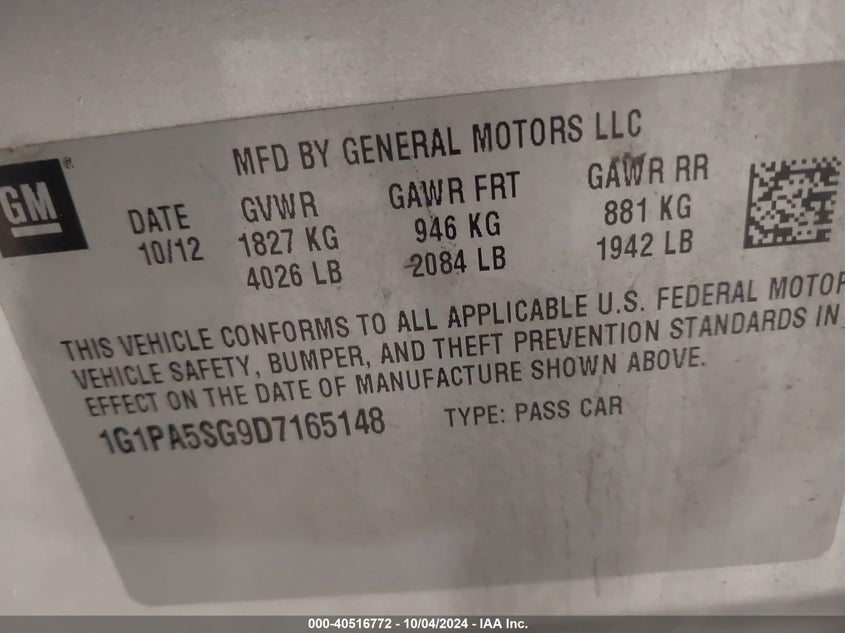 MFD BY GENERAL MOTORS LLC
GM®
DATE GVWR GAWR FRT GAWR RR
10/12 1827 KG 946 KG 881 KG
4026 LB 2084 LB 1942 LB
THIS VEHICLE CONFORMS TO ALL APPLICABLE U.S. FEDERAL MOTOR
VEHICLE SAFETY, BUMPER, AND THEFT PREVENTION STANDARDS IN
EFFECT ON THE DATE OF MANUFACTURE SHOWN ABOVE.
1G1PA5SG9D7165148 TYPE: PASS CAR
000-40516772 - 10/04/2024 - IAA Inc.